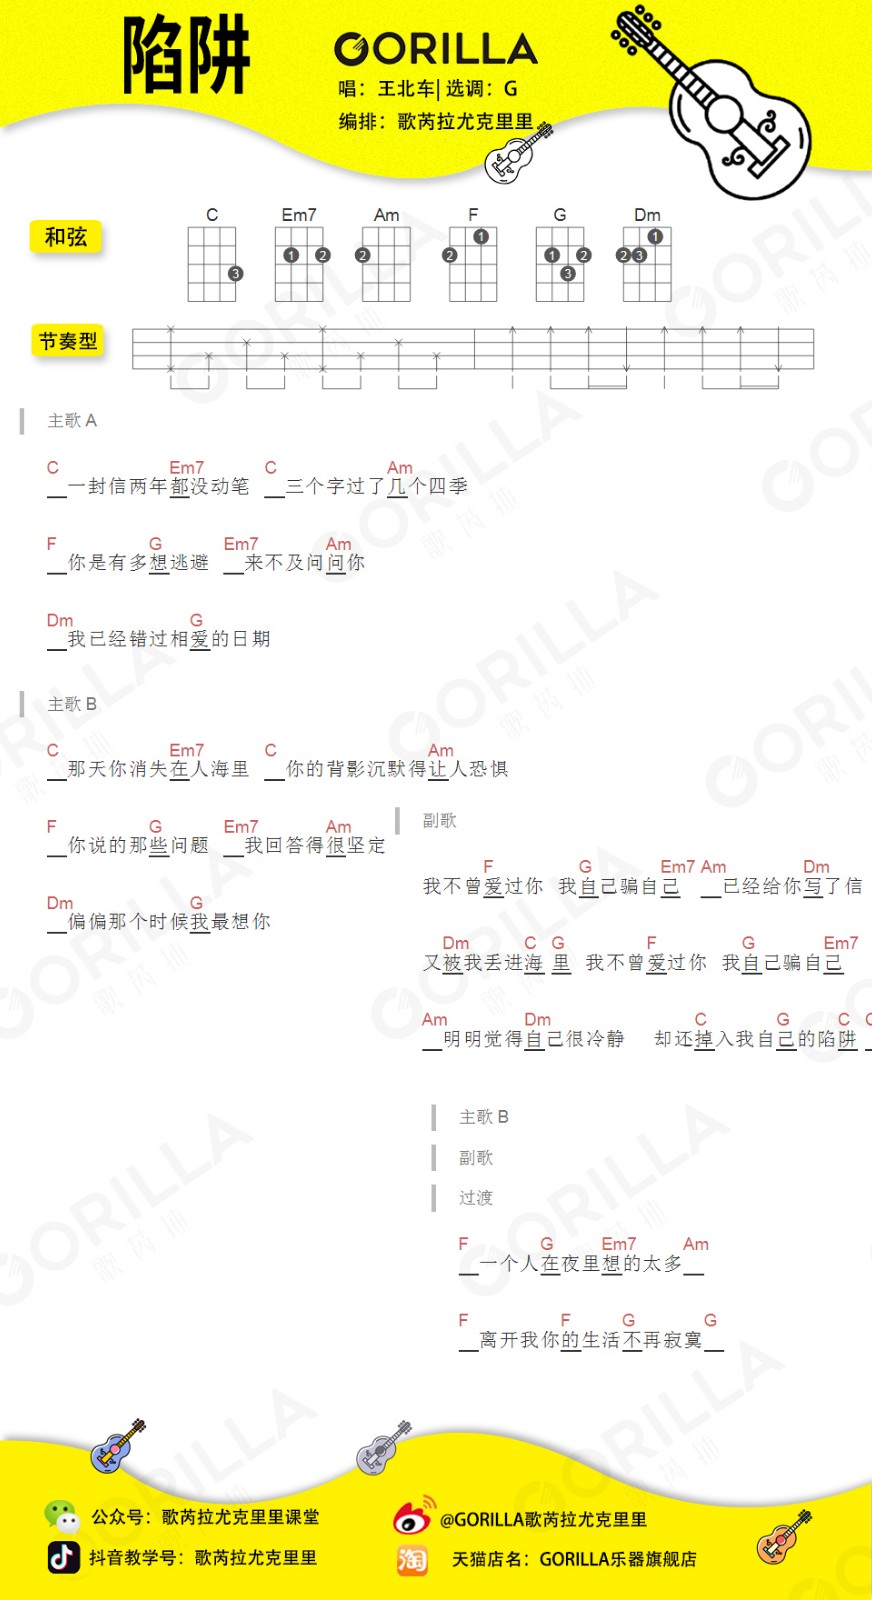 陷阱
GORILLA
唱：王北车| 选调：G
编排：歌芮拉尤克里里
和弦
C Em7 Am F G Dm
节奏型
主歌 A
C Em7 C Am
__一封信两年都没动笔 __三个字过了几个四季
F G Em7 Am
__你是有多想逃避 __来不及问问你
Dm G
__我已经错过相爱的日期
主歌 B
C Em7 C Am
__那天你消失在人海里 __你的背影沉默得让人恐惧
F G Em7 Am
__你说的那些问题 __我回答得很坚定
Dm G
__偏偏那个时候我最想你
副歌
F G Em7 Am Dm
我不曾爱过你 我自己骗自己 __已经给你写了信
Dm C G F G Em7
又被我丢进海 里 我不曾爱过你 我自己骗自己
Am Dm C G C
__明明觉得自己很冷静 却还掉入我自己的陷阱
主歌 B
副歌
过渡
F G Em7 Am
__一个人在夜里想的太多__
F F G G
__离开我你的生活不再寂寞__
公众号：歌芮拉尤克里里课堂
@GORILLA歌芮拉尤克里里
抖音教学号：歌芮拉尤克里里
淘 天猫店名：GORILLA乐器旗舰店